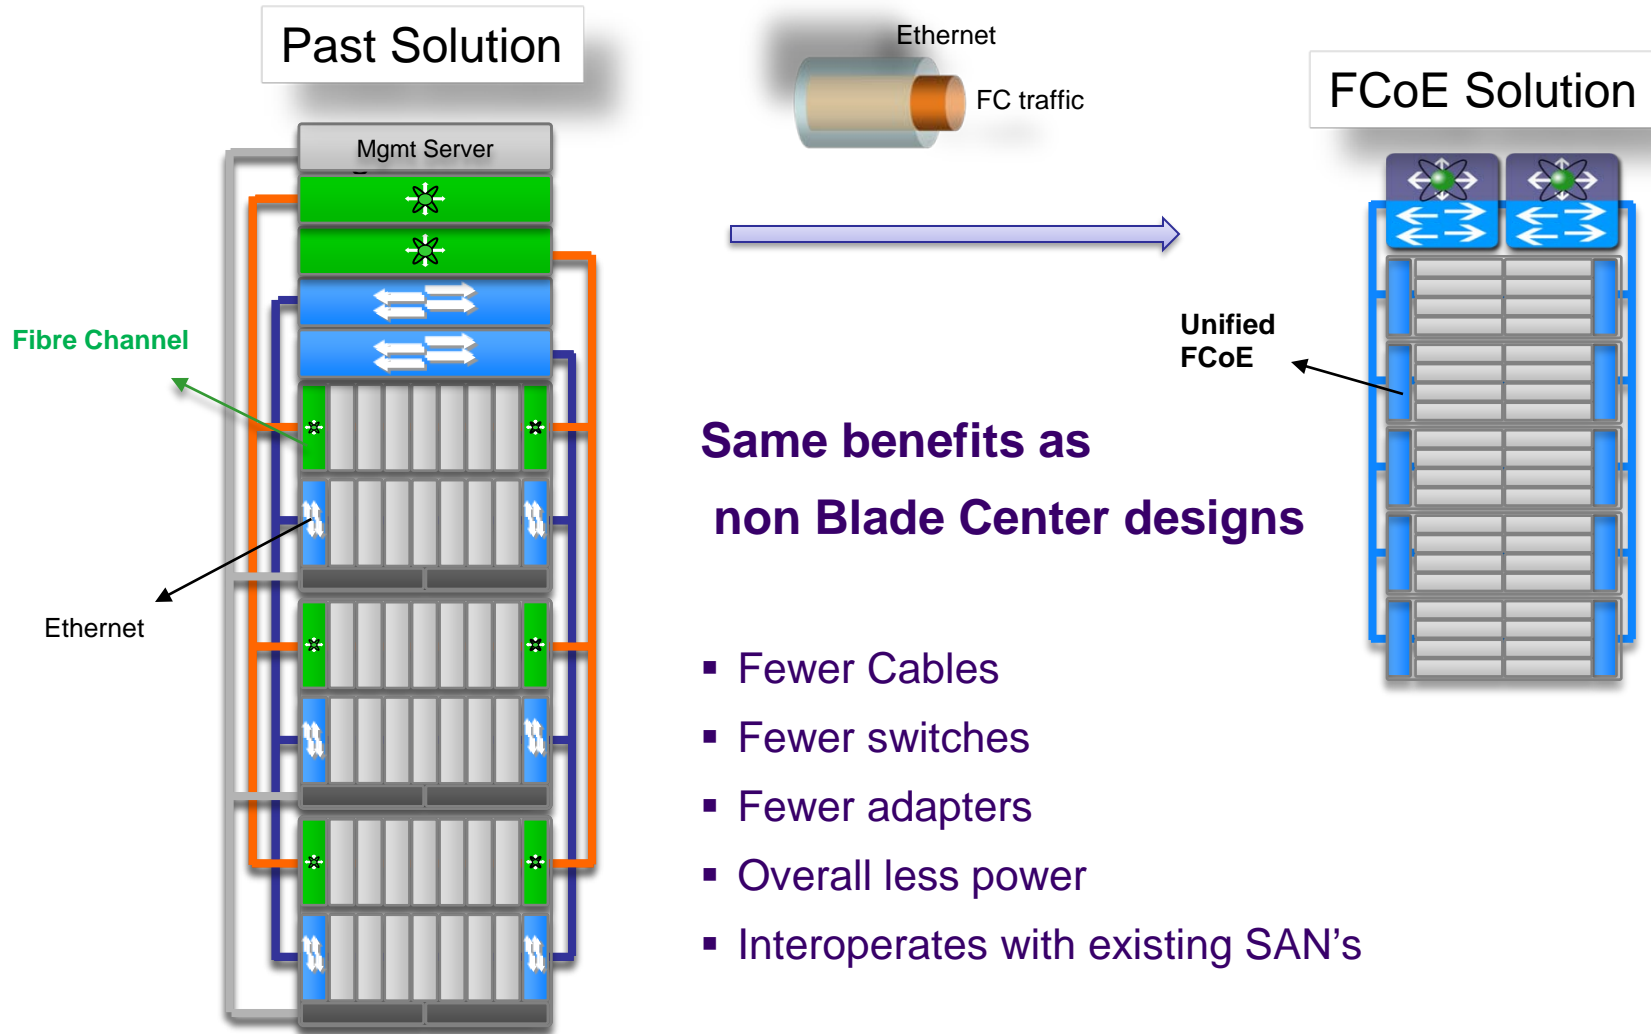 Past Solution
Ethernet
FC traffic
FCoE Solution
Mgmt Server
Fibre Channel
Unified
FCoE
Same benefits as
non Blade Center designs
Ethernet
▪ Fewer Cables
▪ Fewer switches
▪ Fewer adapters
▪ Overall less power
▪ Interoperates with existing SAN’s